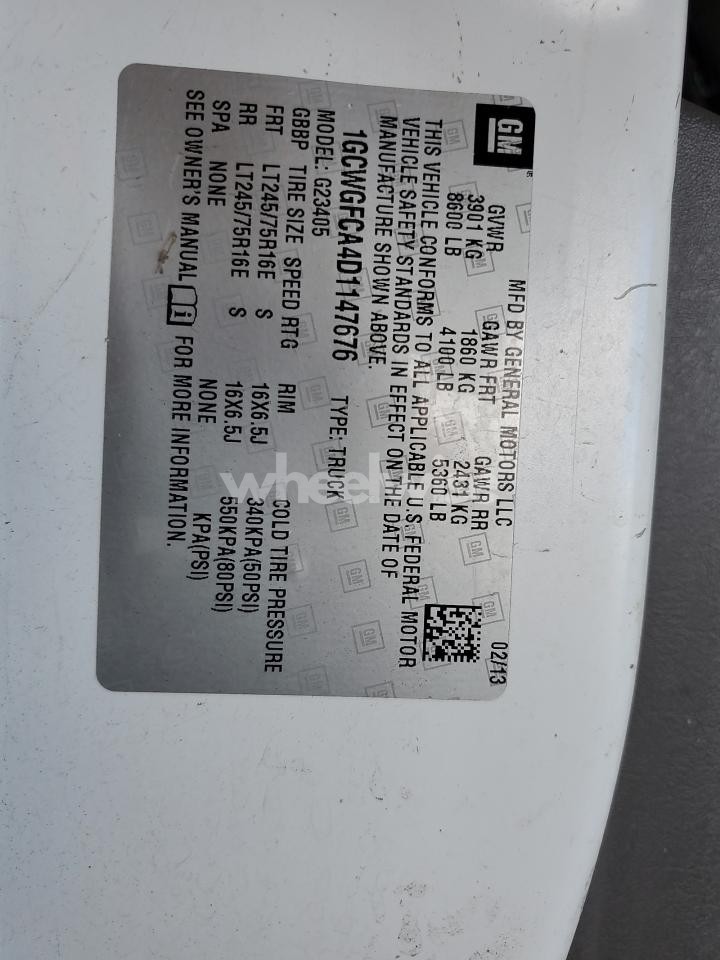 GM
MFD BY GENERAL MOTORS LLC 02/13
GVWR GAWR FRT GAWR RR
3901 KG 1860 KG 2431 KG
8600 LB 4100 LB 5360 LB
THIS VEHICLE CONFORMS TO ALL APPLICABLE U.S. FEDERAL MOTOR
VEHICLE SAFETY STANDARDS IN EFFECT ON THE DATE OF
MANUFACTURE SHOWN ABOVE.
1GCWGFCA4D1147676 TYPE: TRUCK
MODEL: G23405
GBBP TIRE SIZE SPEED RTG RIM COLD TIRE PRESSURE
FRT LT245/75R16E S 16X6.5J 340KPA(50PSI)
RR LT245/75R16E S 16X6.5J 550KPA(80PSI)
SPA NONE NONE KPA(PSI)
SEE OWNER'S MANUAL FOR MORE INFORMATION.